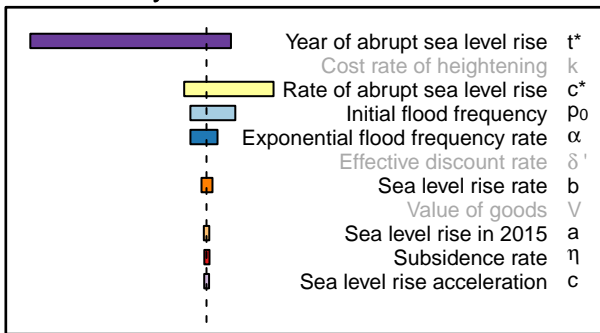 Year of abrupt sea level rise t*
Cost rate of heightening k
Rate of abrupt sea level rise c*
Initial flood frequency p₀
Exponential flood frequency rate α
Effective discount rate δ'
Sea level rise rate b
Value of goods V
Sea level rise in 2015 a
Subsidence rate η
Sea level rise acceleration c